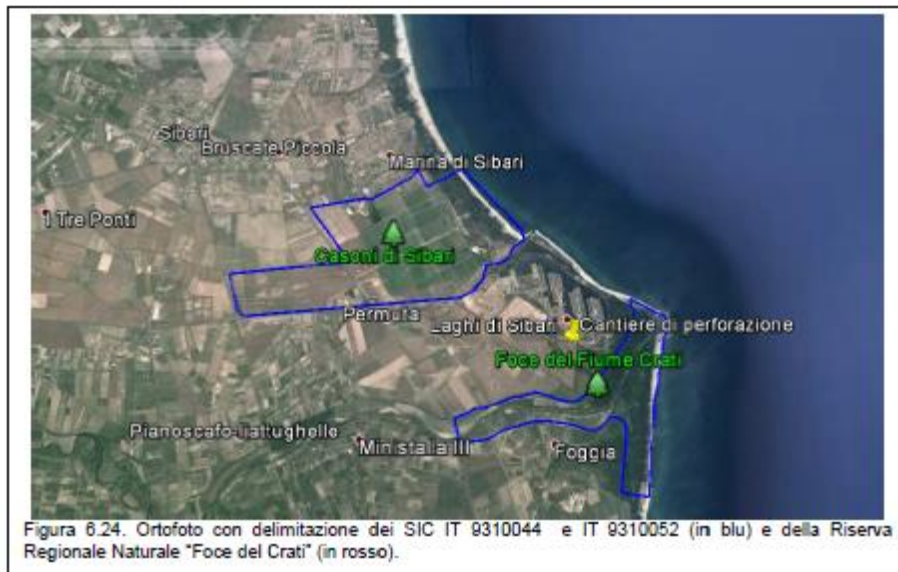 Sibari
Bruscate Piccola
Marina di Sibari
I Tre Ponti
Casoni di Sibari
Permuta
Laghi di Sibari
Cantiere di perforazione
Foce del Fiume Crati
Ministalla III
Foggia
Figura 6.24. Ortofoto con delimitazione dei SIC IT 9310044 e IT 9310052 (in blu) e della Riserva
Regionale Naturale "Foce del Crati" (in rosso).